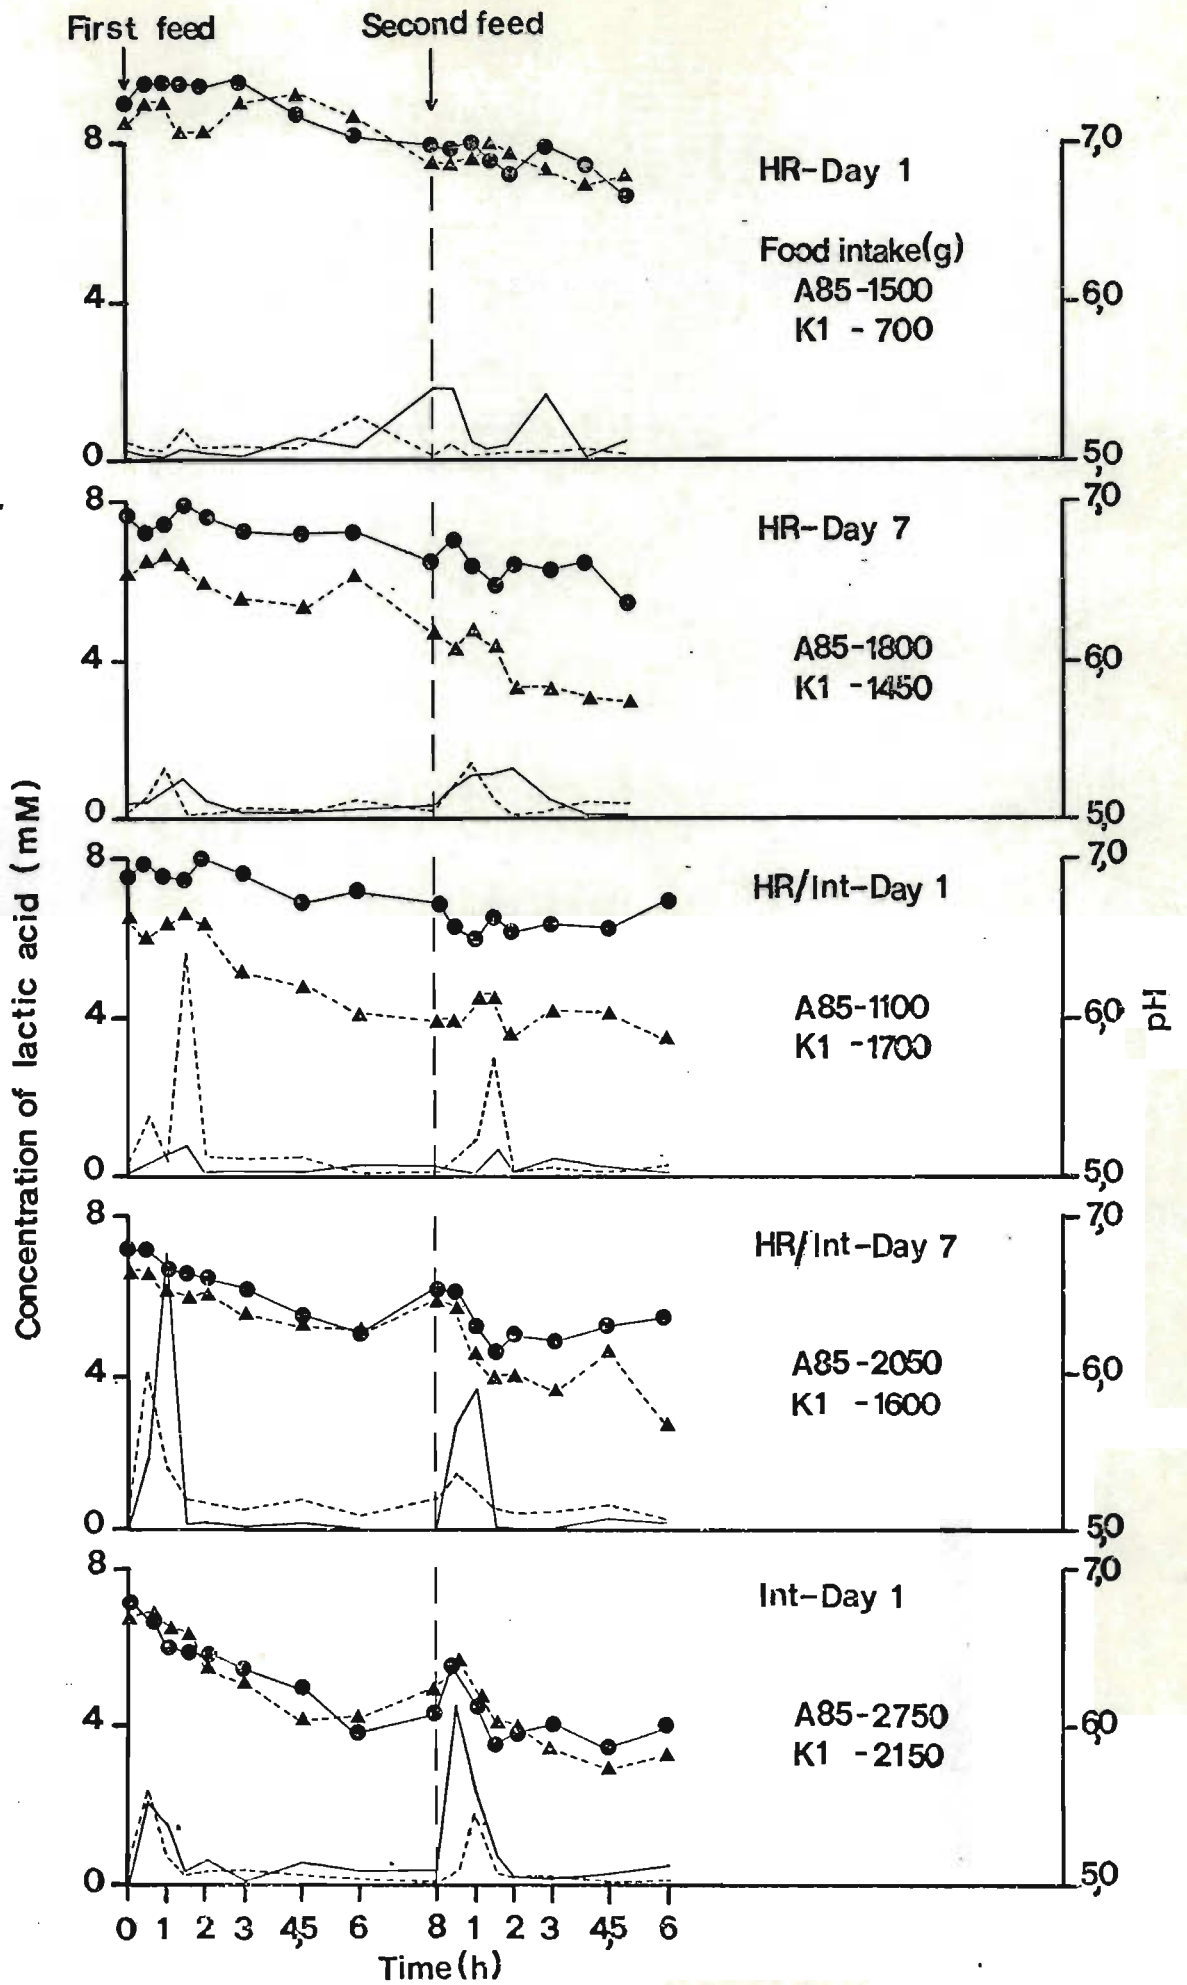 First feed
Second feed
8
4
0
7,0
6,0
5,0
HR-Day 1
Food intake(g)
A85-1500
K1 - 700
8
4
0
7,0
6,0
5,0
HR-Day 7
A85-1800
K1 -1450
8
4
0
7,0
6,0
5,0
HR/Int-Day 1
A85-1100
K1 -1700
8
4
0
7,0
6,0
5,0
HR/Int-Day 7
A85-2050
K1 -1600
8
4
0
7,0
6,0
5,0
Int-Day 1
A85-2750
K1 -2150
Concentration of lactic acid (mM)
pH
0 1 2 3 4,5 6 8 1 2 3 4,5 6
Time(h)